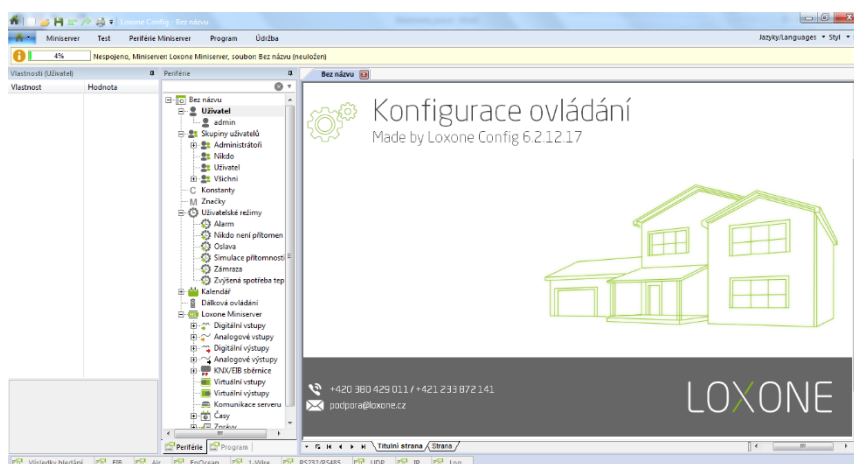 Loxone Config - Bez názvu
Miniserver Test Periférie Miniserver Program Údržba Jazyky/Languages Styl
4% Nespojeno, Miniserver: Loxone Miniserver, soubor: Bez názvu (neuložen)
Vlastnosti (Uživatel) Periférie Bez názvu
Vlastnost Hodnota
Bez názvu
Uživatel
admin
Skupiny uživatelů
Administrátoři
Nikdo
Uživatel
Všichni
C Konstanty
M Značky
Uživatelské režimy
Alarm
Nikdo není přítomen
Oslava
Simulace přítomnosti
Zámraza
Zvýšená spotřeba tep
Kalendář
Dálková ovládání
Loxone Miniserver
Digitální vstupy
Analogové vstupy
Digitální výstupy
Analogové výstupy
KNX/EIB sběrnice
Virtuální vstupy
Virtuální výstupy
Komunikace serveru
Časy
Zprávy
Periférie Program
Konfigurace ovládání
Made by Loxone Config 6.2.12.17
+420 380 429 011 / +421 233 872 141
podpora@loxone.cz
LOXONE
Titulní strana Strana
Výsledky hledání EIB Air EnOcean 1-Wire RS232/RS485 UDP IR Log